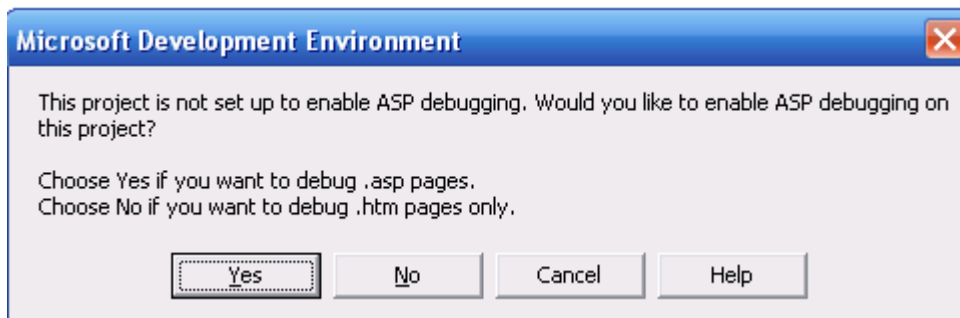 Microsoft Development Environment
This project is not set up to enable ASP debugging. Would you like to enable ASP debugging on
this project?
Choose Yes if you want to debug .asp pages.
Choose No if you want to debug .htm pages only.
Yes No Cancel Help